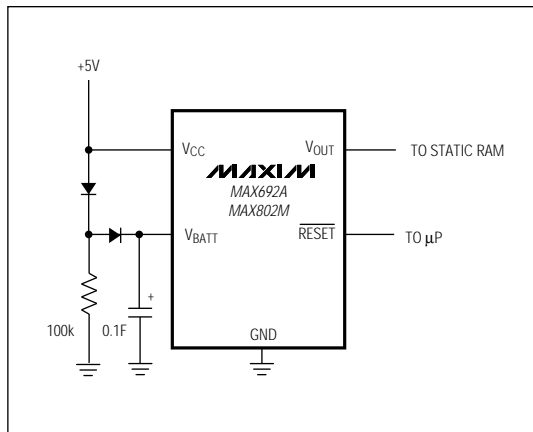 +5V
VCC
VOUT
TO STATIC RAM
MAXIM
MAX692A
MAX802M
VBATT
RESET
TO µP
+
100k
0.1F
GND